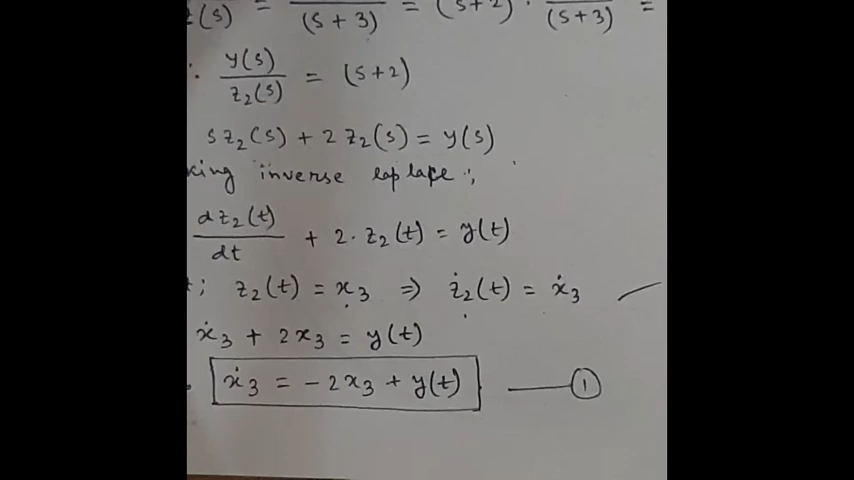 z(s) = ─── / (s + 3) = (s+2) · ─── / (s+3) =
∴ y(s) / z₂(s) = (s+2)
s z₂(s) + 2 z₂(s) = y(s)
king inverse laplace ;
dz₂(t) / dt + 2. z₂(t) = y(t)
t; z₂(t) = x₃ ⇒ ż₂(t) = ẋ₃
ẋ₃ + 2x₃ = y(t)
ẋ₃ = - 2x₃ + y(t) —— ①